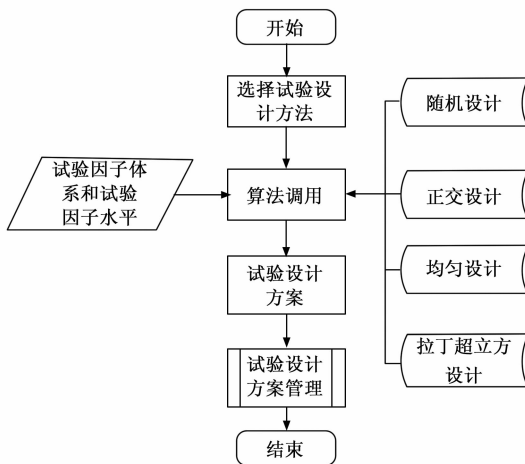 开始
选择试验设
计方法
试验因子体
系和试验
因子水平
算法调用
试验设计
方案
试验设计
方案管理
结束
随机设计
正交设计
均匀设计
拉丁超立方
设计